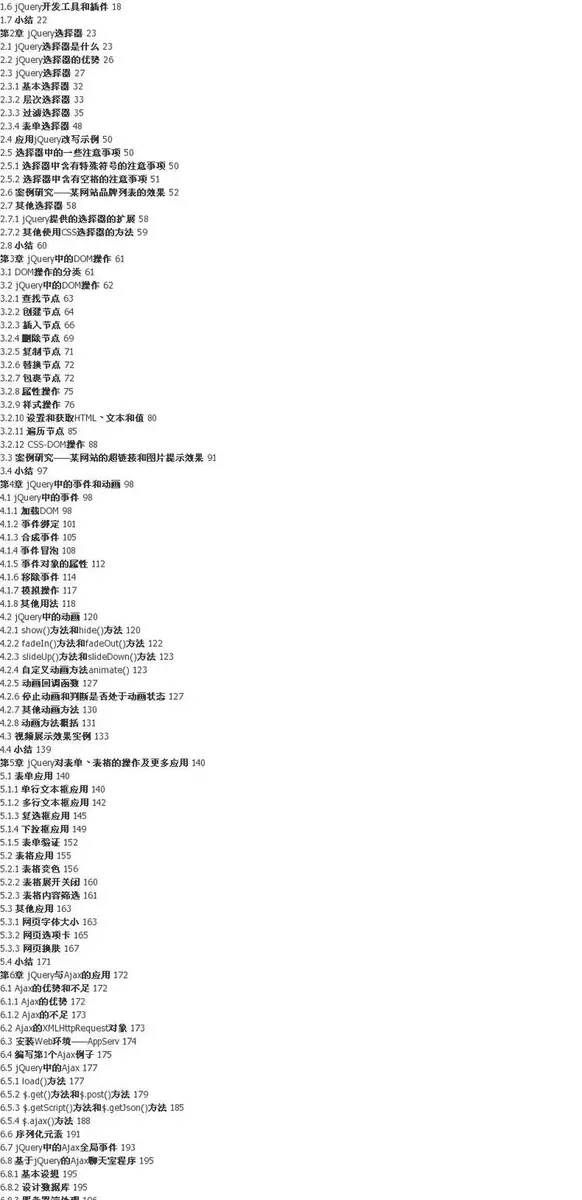 1.6 jQuery开发工具和插件 18
1.7 小结 22
第2章 jQuery选择器 23
2.1 jQuery选择器是什么 23
2.2 jQuery选择器的优势 26
2.3 jQuery选择器 27
2.3.1 基本选择器 32
2.3.2 层次选择器 33
2.3.3 过滤选择器 35
2.3.4 表单选择器 48
2.4 应用jQuery改写示例 50
2.5 选择器中的一些注意事项 50
2.5.1 选择器中含有特殊符号的注意事项 50
2.5.2 选择器中含有空格的注意事项 51
2.6 案例研究——某网站品牌列表的效果 52
2.7 其他选择器 58
2.7.1 jQuery提供的选择器的扩展 58
2.7.2 其他使用CSS选择器的方法 59
2.8 小结 60
第3章 jQuery中的DOM操作 61
3.1 DOM操作的分类 61
3.2 jQuery中的DOM操作 62
3.2.1 查找节点 63
3.2.2 创建节点 64
3.2.3 插入节点 66
3.2.4 删除节点 69
3.2.5 复制节点 71
3.2.6 替换节点 72
3.2.7 包裹节点 72
3.2.8 属性操作 75
3.2.9 样式操作 76
3.2.10 设置和获取HTML、文本和值 80
3.2.11 遍历节点 85
3.2.12 CSS-DOM操作 88
3.3 案例研究——某网站的超链接和图片提示效果 91
3.4 小结 97
第4章 jQuery中的事件和动画 98
4.1 jQuery中的事件 98
4.1.1 加载DOM 98
4.1.2 事件绑定 101
4.1.3 合成事件 105
4.1.4 事件冒泡 108
4.1.5 事件对象的属性 112
4.1.6 移除事件 114
4.1.7 模拟操作 117
4.1.8 其他用法 118
4.2 jQuery中的动画 120
4.2.1 show()方法和hide()方法 120
4.2.2 fadeIn()方法和fadeOut()方法 122
4.2.3 slideUp()方法和slideDown()方法 123
4.2.4 自定义动画方法animate() 123
4.2.5 动画回调函数 127
4.2.6 停止动画和判断是否处于动画状态 127
4.2.7 其他动画方法 130
4.2.8 动画方法概括 131
4.3 视频展示效果实例 133
4.4 小结 139
第5章 jQuery对表单、表格的操作及更多应用 140
5.1 表单应用 140
5.1.1 单行文本框应用 140
5.1.2 多行文本框应用 142
5.1.3 复选框应用 145
5.1.4 下拉框应用 149
5.1.5 表单验证 152
5.2 表格应用 155
5.2.1 表格变色 156
5.2.2 表格展开关闭 160
5.2.3 表格内容筛选 161
5.3 其他应用 163
5.3.1 网页字体大小 163
5.3.2 网页选项卡 165
5.3.3 网页换肤 167
5.4 小结 171
第6章 jQuery与Ajax的应用 172
6.1 Ajax的优势和不足 172
6.1.1 Ajax的优势 172
6.1.2 Ajax的不足 173
6.2 Ajax的XMLHttpRequest对象 173
6.3 安装Web环境——AppServ 174
6.4 编写第1个Ajax例子 175
6.5 jQuery中的Ajax 177
6.5.1 load()方法 177
6.5.2 $.get()方法和$.post()方法 179
6.5.3 $.getScript()方法和$.getJson()方法 185
6.5.4 $.ajax()方法 188
6.6 序列化元素 191
6.7 jQuery中的Ajax全局事件 193
6.8 基于jQuery的Ajax聊天室程序 195
6.8.1 基本设想 195
6.8.2 设计数据库 195